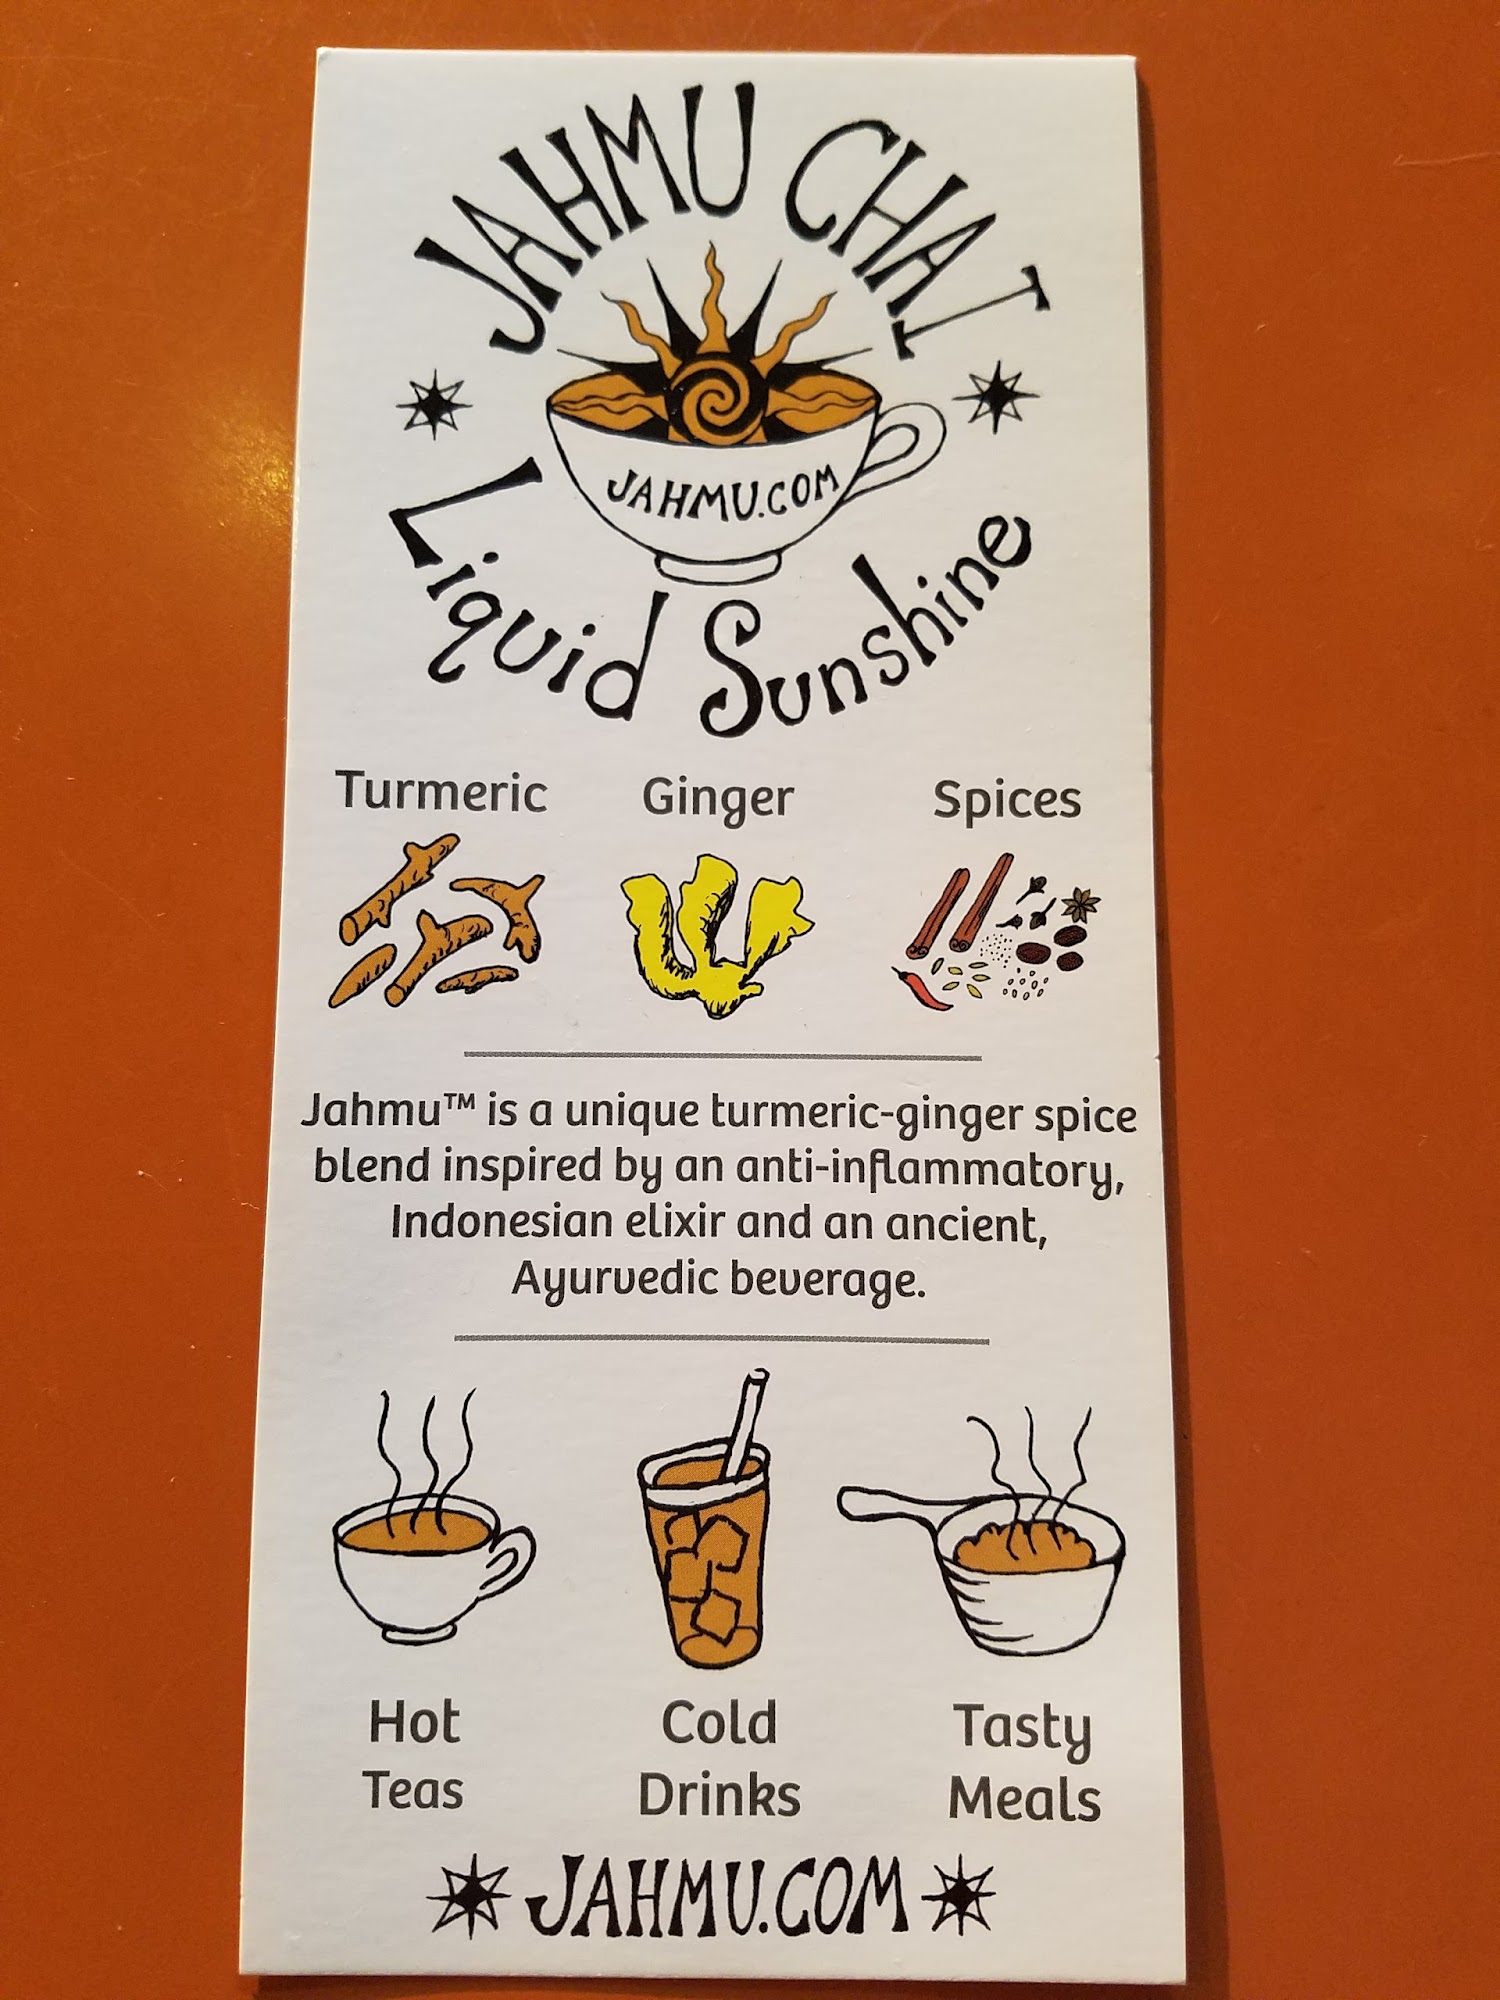 JAHMU CHAI
JAHMU.COM
Liquid Sunshine
Turmeric Ginger Spices
Jahmu™ is a unique turmeric-ginger spice
blend inspired by an anti-inflammatory,
Indonesian elixir and an ancient,
Ayurvedic beverage.
Hot Cold Tasty
Teas Drinks Meals
JAHMU.COM